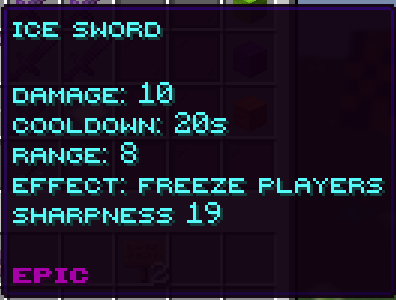 ICE SWORD
DAMAGE: 10
COOLDOWN: 20s
RANGE: 8
EFFECT: FREEZE PLAYERS
SHARPNESS 19
EPIC